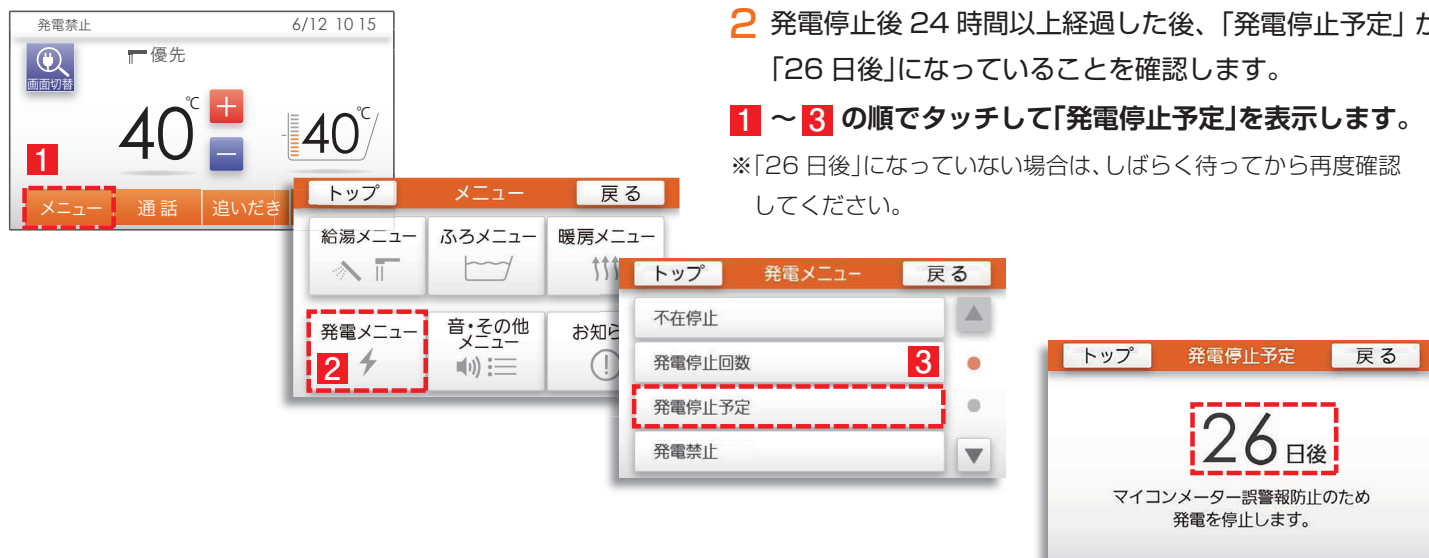 発電禁止 6/12 10 15
画面切替
優先
40℃ +
40℃
−
1
メニュー 通話 追いだき
2 発電停止後 24 時間以上経過した後、「発電停止予定」が
「26 日後」になっていることを確認します。
1 ～ 3 の順でタッチして「発電停止予定」を表示します。
※「26 日後」になっていない場合は、しばらく待ってから再度確認
してください。
トップ メニュー 戻る
給湯メニュー ふろメニュー 暖房メニュー
発電メニュー 音・その他 お知ら
メニュー
2
トップ 発電メニュー 戻る
不在停止
発電停止回数 3
発電停止予定
発電禁止
トップ 発電停止予定 戻る
26 日後
マイコンメーター誤警報防止のため
発電を停止します。